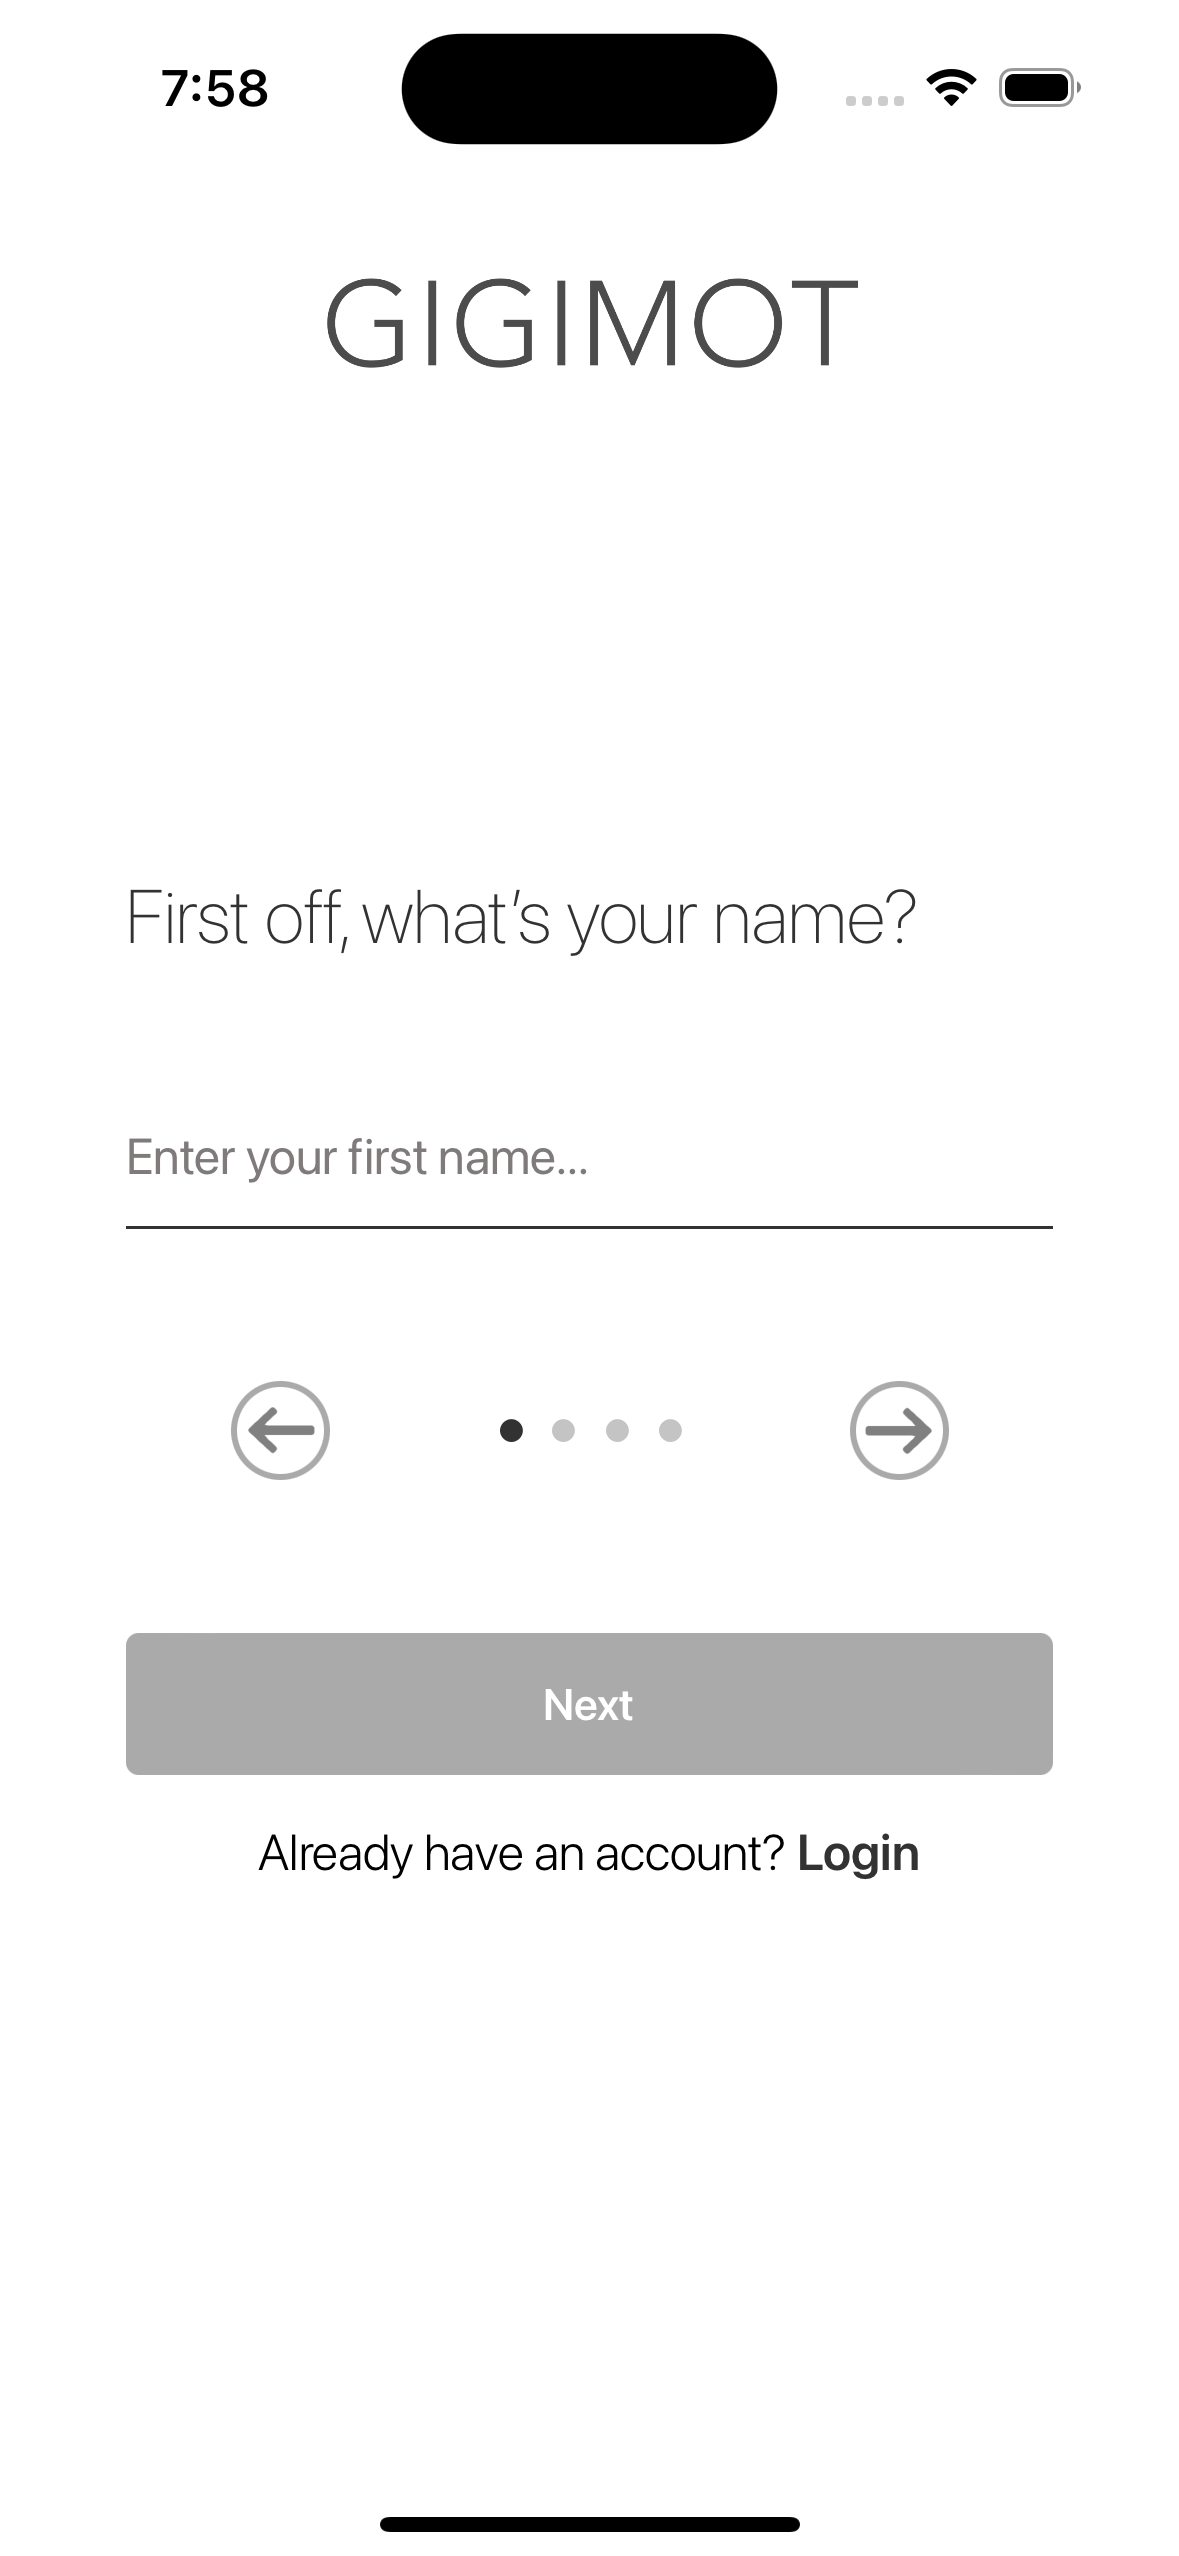 7:58
GIGIMOT
First off, what’s your name?
Enter your first name...
Next
Already have an account? Login